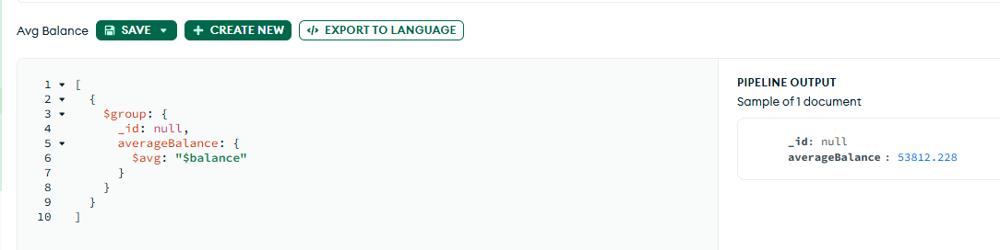 Avg Balance SAVE + CREATE NEW </> EXPORT TO LANGUAGE
1 [
2 {
3 $group: {
4 _id: null,
5 averageBalance: {
6 $avg: "$balance"
7 }
8 }
9 }
10 ]
PIPELINE OUTPUT
Sample of 1 document
_id: null
averageBalance : 53812.228